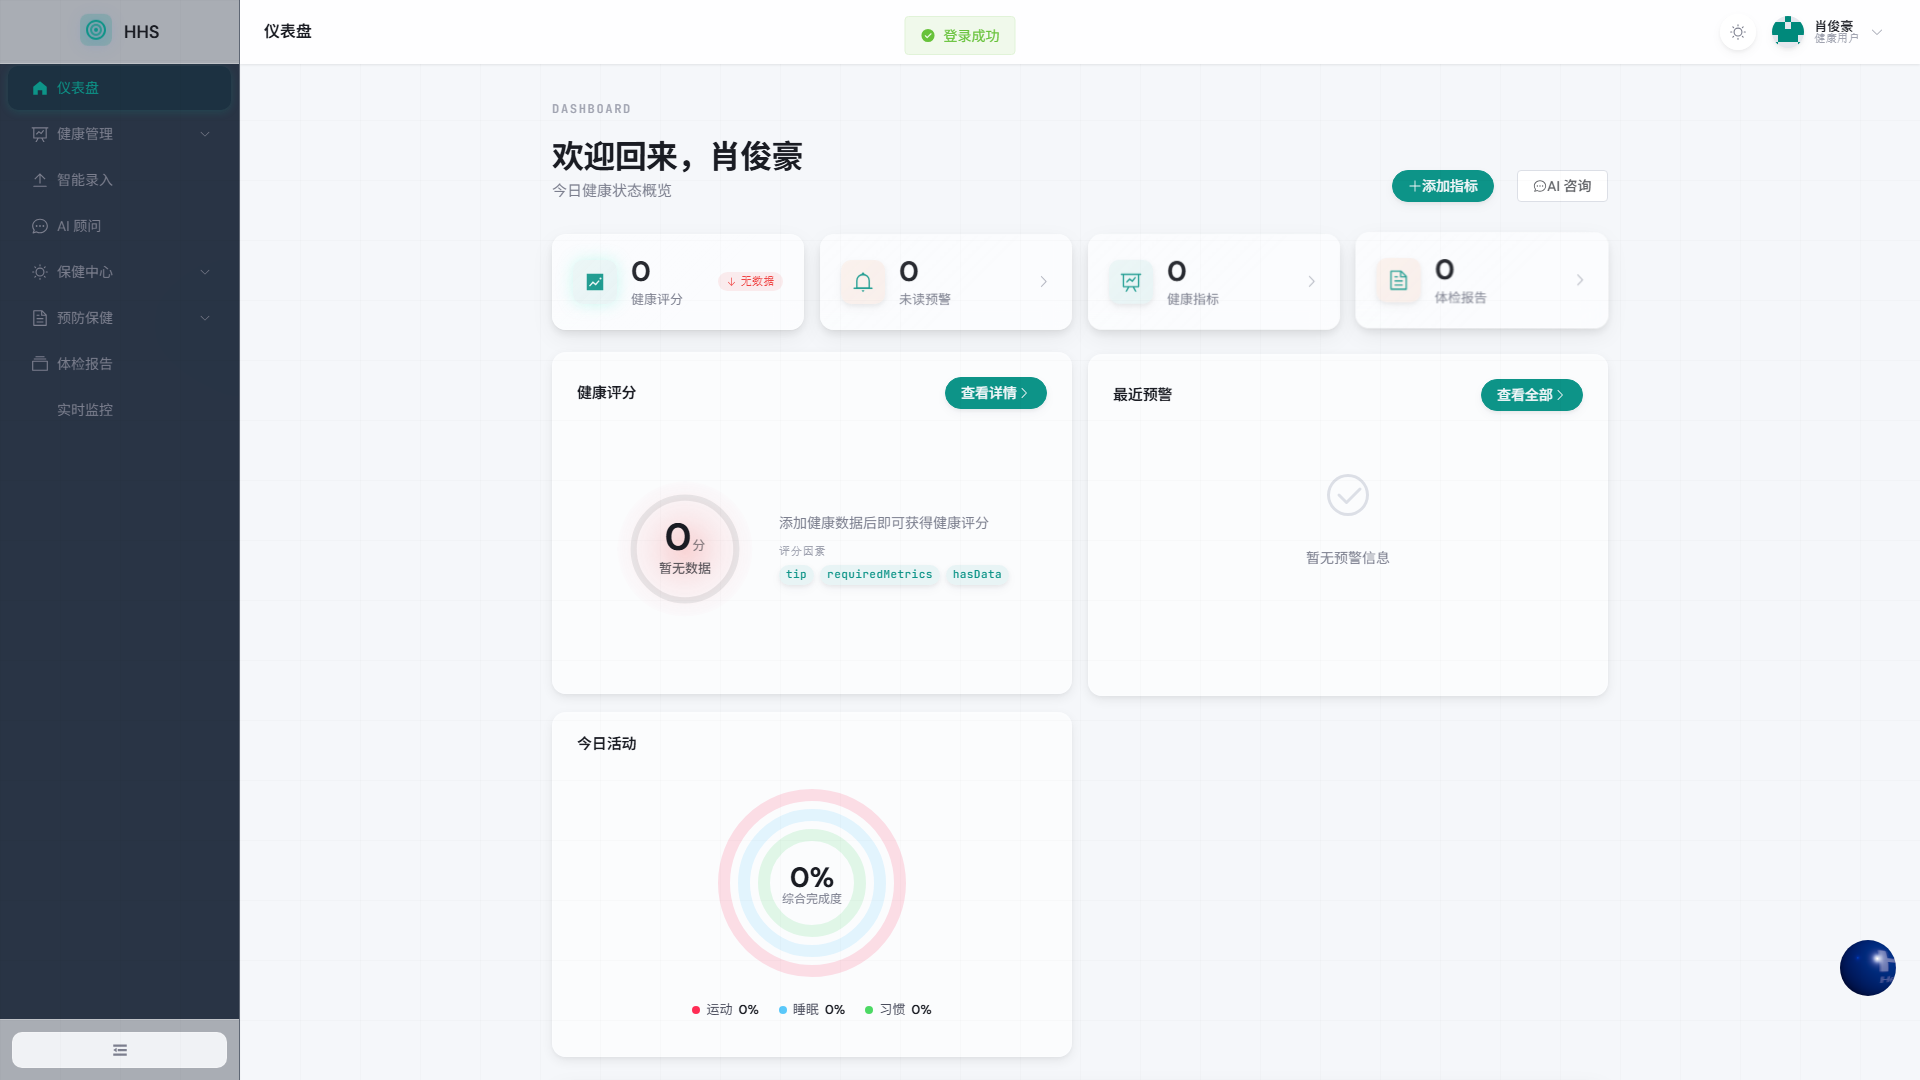 HHS
仪表盘
健康管理
智能录入
AI 顾问
保健中心
预防保健
体检报告
实时监控
仪表盘
登录成功
肖俊豪
健康用户
DASHBOARD
欢迎回来，肖俊豪
今日健康状态概览
添加指标
AI 咨询
0
健康评分
↓ 无数据
0
未读预警
0
健康指标
0
体检报告
健康评分
查看详情
0分
暂无数据
添加健康数据后即可获得健康评分
评分因素
tip requiredMetrics hasData
最近预警
查看全部
暂无预警信息
今日活动
0%
综合完成度
运动 0% 睡眠 0% 习惯 0%